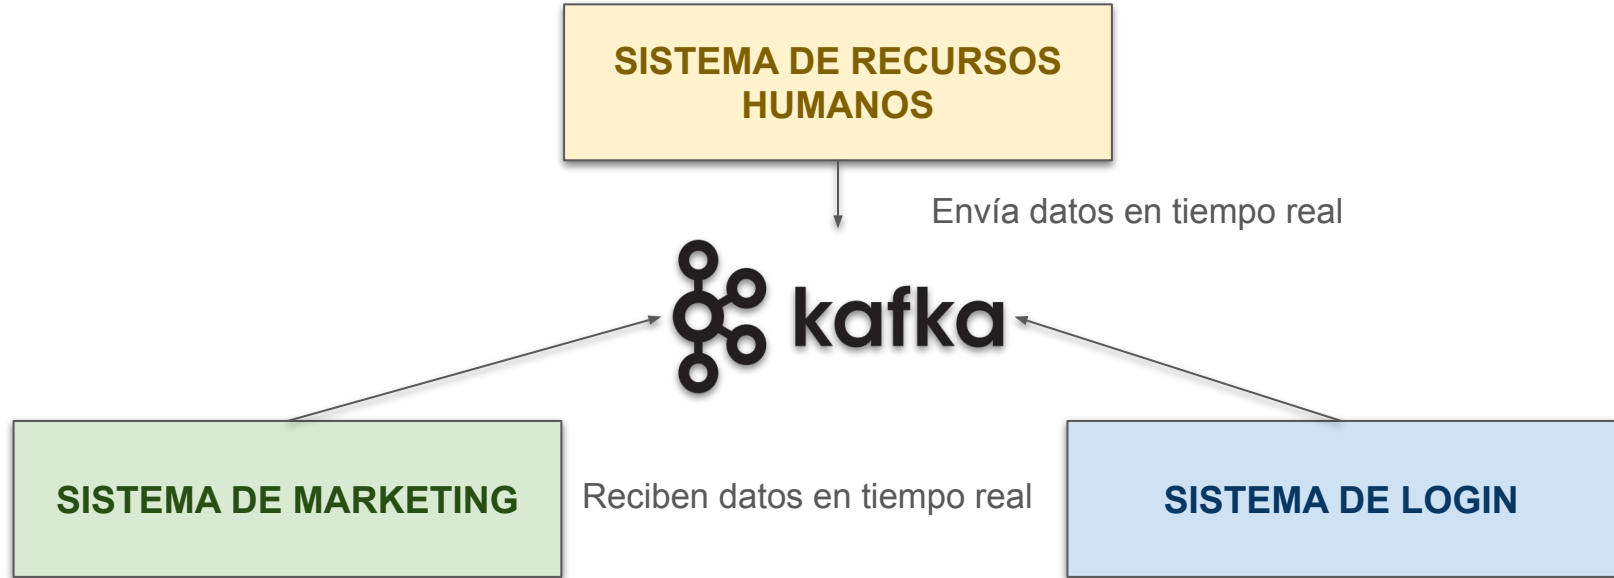 SISTEMA DE RECURSOS
HUMANOS
Envía datos en tiempo real
kafka
SISTEMA DE MARKETING
Reciben datos en tiempo real
SISTEMA DE LOGIN